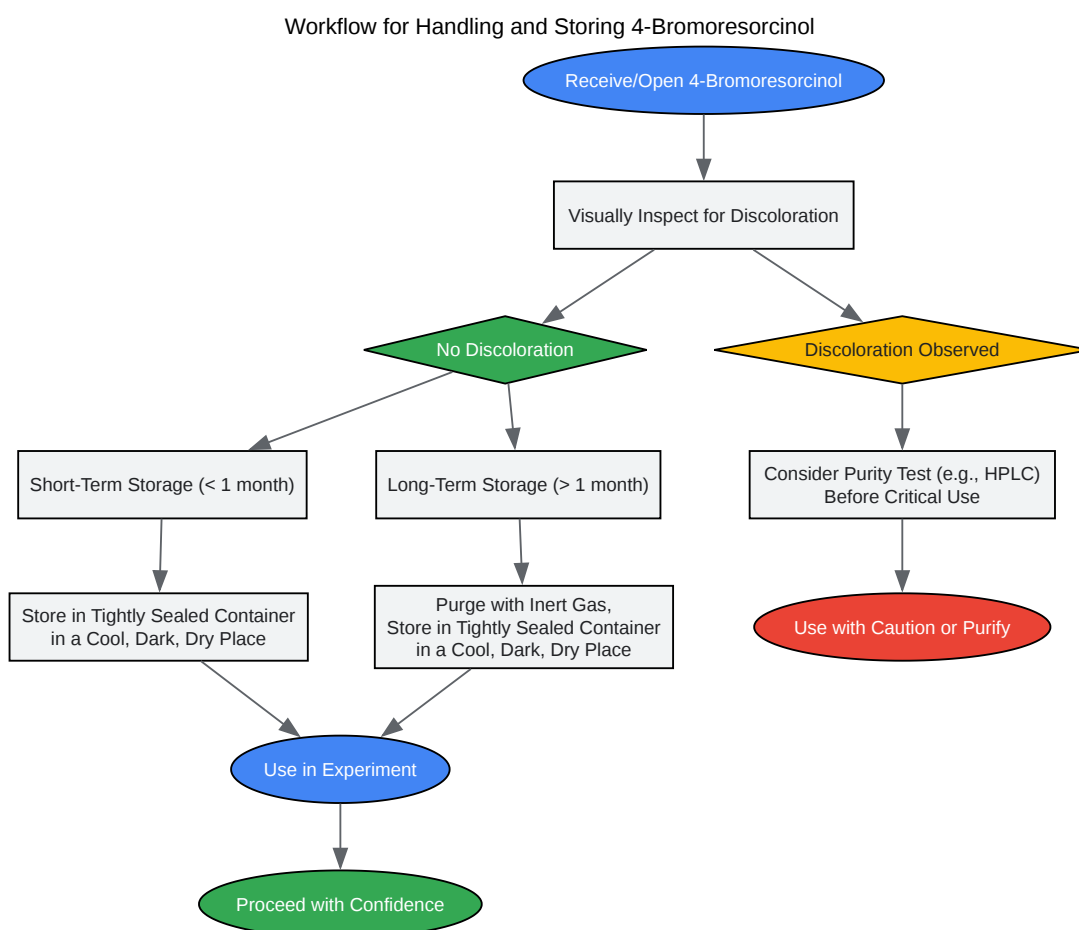 Workflow for Handling and Storing 4-Bromoresorcinol
Receive/Open 4-Bromoresorcinol
Visually Inspect for Discoloration
No Discoloration
Discoloration Observed
Short-Term Storage (< 1 month)
Long-Term Storage (> 1 month)
Consider Purity Test (e.g., HPLC)
Before Critical Use
Store in Tightly Sealed Container
in a Cool, Dark, Dry Place
Purge with Inert Gas,
Store in Tightly Sealed Container
in a Cool, Dark, Dry Place
Use with Caution or Purify
Use in Experiment
Proceed with Confidence